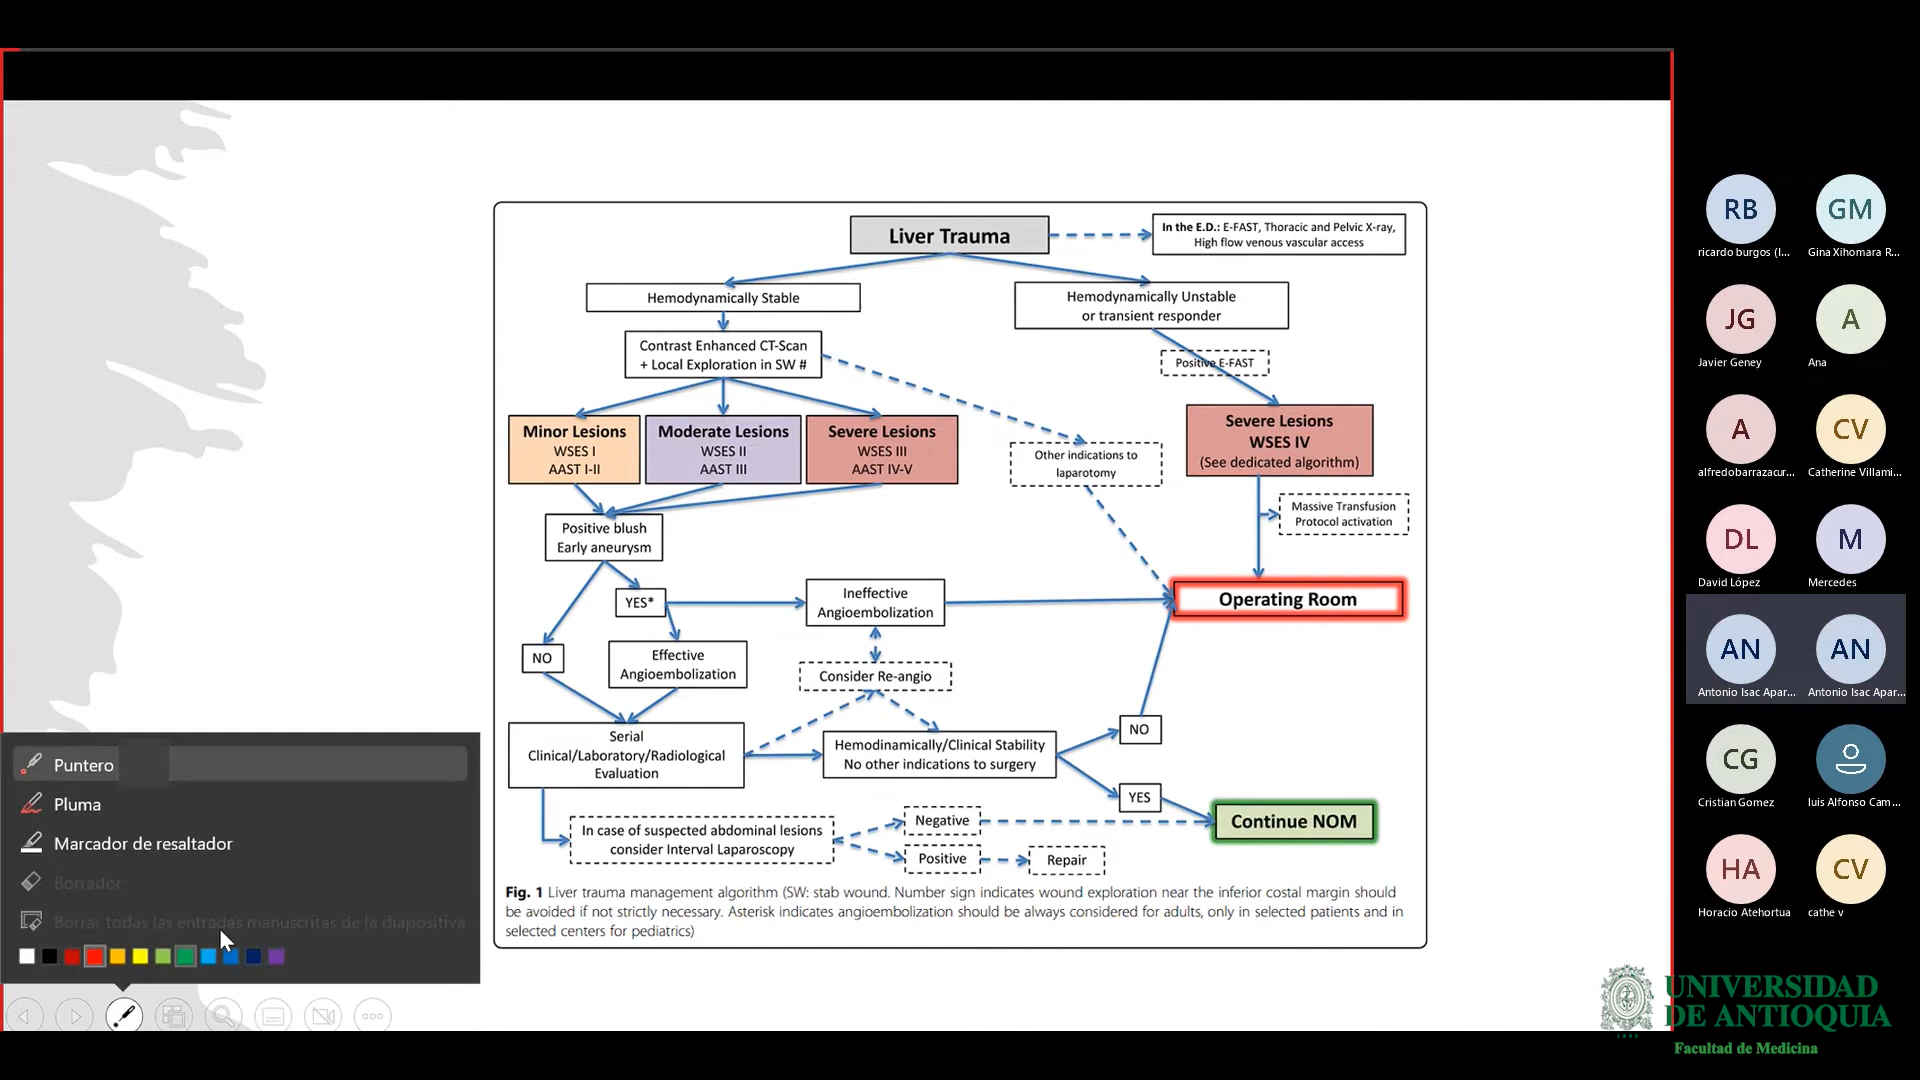 Liver Trauma
In the E.D.: E-FAST, Thoracic and Pelvic X-ray,
High flow venous vascular access
Hemodynamically Stable
Hemodynamically Unstable
or transient responder
Contrast Enhanced CT-Scan
+ Local Exploration in SW #
Positive E-FAST
Minor Lesions
WSES I
AAST I-II
Moderate Lesions
WSES II
AAST III
Severe Lesions
WSES III
AAST IV-V
Other indications to
laparotomy
Severe Lesions
WSES IV
(See dedicated algorithm)
Massive Transfusion
Protocol activation
Positive blush
Early aneurysm
YES*
Ineffective
Angioembolization
Operating Room
NO
Effective
Angioembolization
Consider Re-angio
Serial
Clinical/Laboratory/Radiological
Evaluation
Hemodinamically/Clinical Stability
No other indications to surgery
NO
YES
In case of suspected abdominal lesions
consider Interval Laparoscopy
Negative
Positive
Repair
Continue NOM
Fig. 1 Liver trauma management algorithm (SW: stab wound. Number sign indicates wound exploration near the inferior costal margin should
be avoided if not strictly necessary. Asterisk indicates angioembolization should be always considered for adults, only in selected patients and in
selected centers for pediatrics)
Puntero
Pluma
Marcador de resaltador
Borrador
Borrar todas las entradas manuscritas de la diapositiva
RB
ricardo burgos (I...
GM
Gina Xihomara R...
JG
Javier Geney
A
Ana
A
alfredobarrazacur...
CV
Catherine Villami...
DL
David López
M
Mercedes
AN
Antonio Isac Apar...
AN
Antonio Isac Apar...
CG
Cristian Gomez
luis Alfonso Cam...
HA
Horacio Atehortua
CV
cathe v
UNIVERSIDAD
DE ANTIOQUIA
Facultad de Medicina